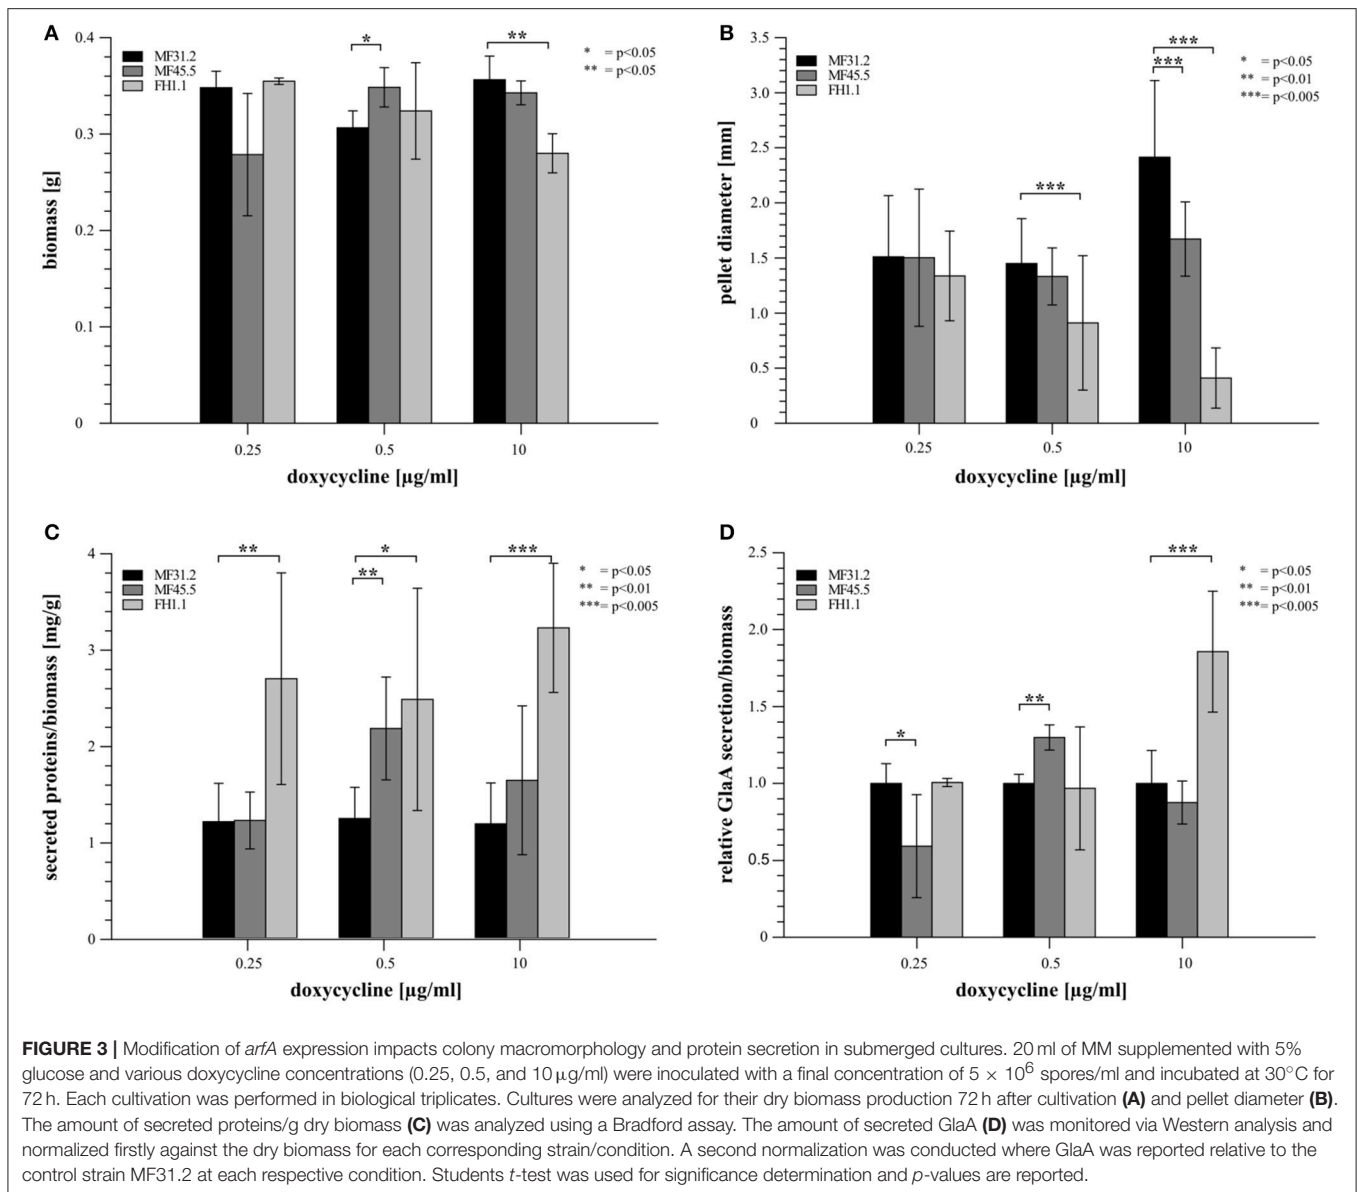 A
0.4
0.3
0.2
0.1
0
biomass [g]
MF31.2
MF45.5
FH1.1
*
**
* = p<0.05
** = p<0.05
0.25
0.5
10
doxycycline [µg/ml]
B
3.5
3.0
2.5
2.0
1.5
1.0
0.5
0
pellet diameter [mm]
MF31.2
MF45.5
FH1.1
***
***
***
* = p<0.05
** = p<0.01
***= p<0.005
0.25
0.5
10
doxycycline [µg/ml]
C
4
3
2
1
0
secreted proteins/biomass [mg/g]
MF31.2
MF45.5
FH1.1
**
*
**
***
* = p<0.05
** = p<0.01
***= p<0.005
0.25
0.5
10
doxycycline [µg/ml]
D
2.5
2.0
1.5
1.0
0.5
0
relative GlaA secretion/biomass
MF31.2
MF45.5
FH1.1
*
**
***
* = p<0.05
** = p<0.01
***= p<0.005
0.25
0.5
10
doxycycline [µg/ml]
FIGURE 3 | Modification of arfA expression impacts colony macromorphology and protein secretion in submerged cultures. 20 ml of MM supplemented with 5%
glucose and various doxycycline concentrations (0.25, 0.5, and 10 µg/ml) were inoculated with a final concentration of 5 × 10⁶ spores/ml and incubated at 30°C for
72 h. Each cultivation was performed in biological triplicates. Cultures were analyzed for their dry biomass production 72 h after cultivation (A) and pellet diameter (B).
The amount of secreted proteins/g dry biomass (C) was analyzed using a Bradford assay. The amount of secreted GlaA (D) was monitored via Western analysis and
normalized firstly against the dry biomass for each corresponding strain/condition. A second normalization was conducted where GlaA was reported relative to the
control strain MF31.2 at each respective condition. Students t-test was used for significance determination and p-values are reported.